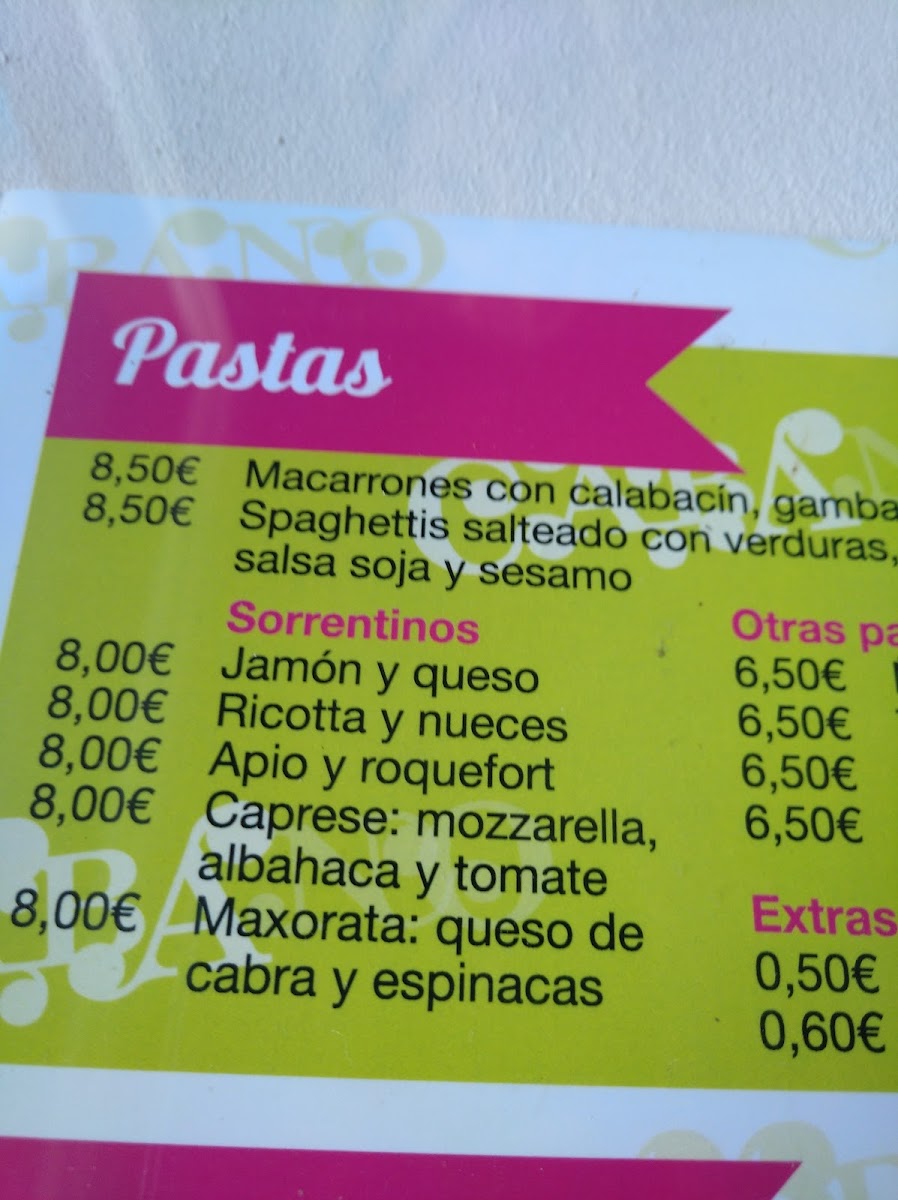 Pastas
8,50€ Macarrones con calabacín,
8,50€ Spaghettis salteado con verduras,
salsa soja y sesamo
Sorrentinos
8,00€ Jamón y queso
8,00€ Ricotta y nueces
8,00€ Apio y roquefort
8,00€ Caprese: mozzarella,
albahaca y tomate
8,00€ Maxorata: queso de
cabra y espinacas
Otras
6,50€
6,50€
6,50€
6,50€
Extras
0,50€
0,60€